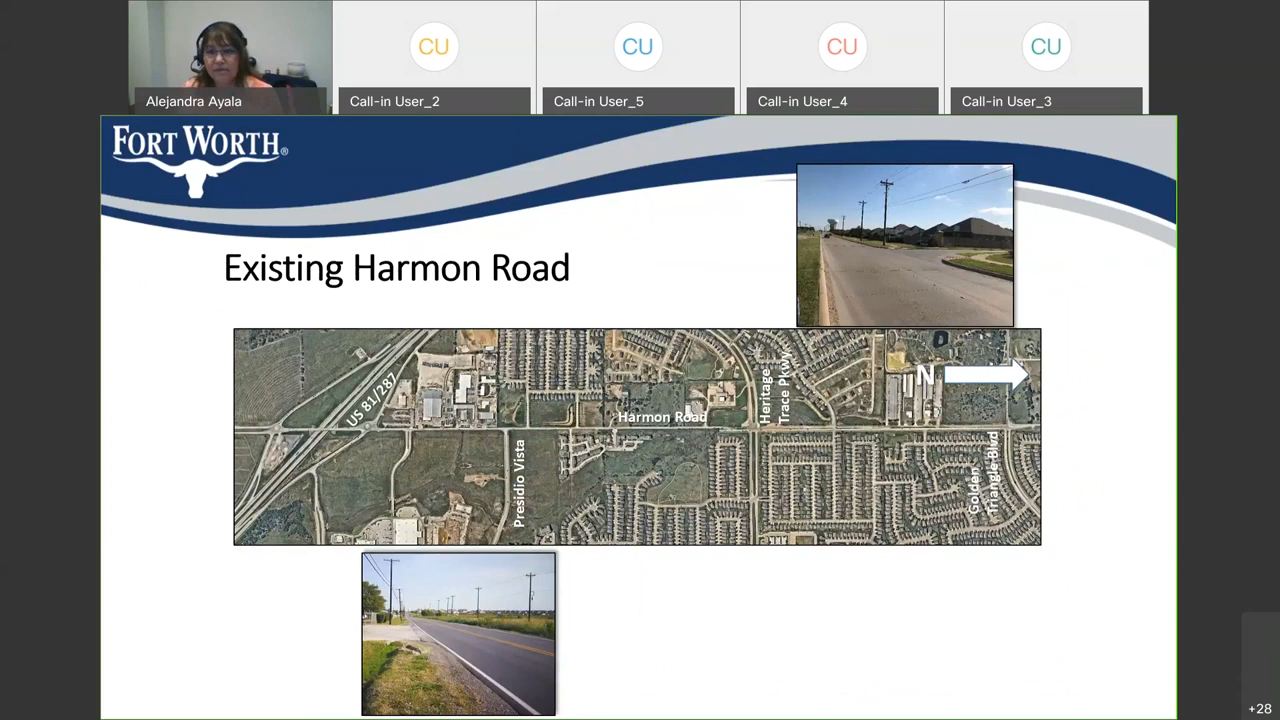 CU
CU
CU
CU
Alejandra Ayala
Call-in User_2
Call-in User_5
Call-in User_4
Call-in User_3
FORT WORTH®
Existing Harmon Road
US 81/287
Presidio Vista
Harmon Road
Heritage
Trace Pkwy
N
Golden
Triangle Blvd
+28